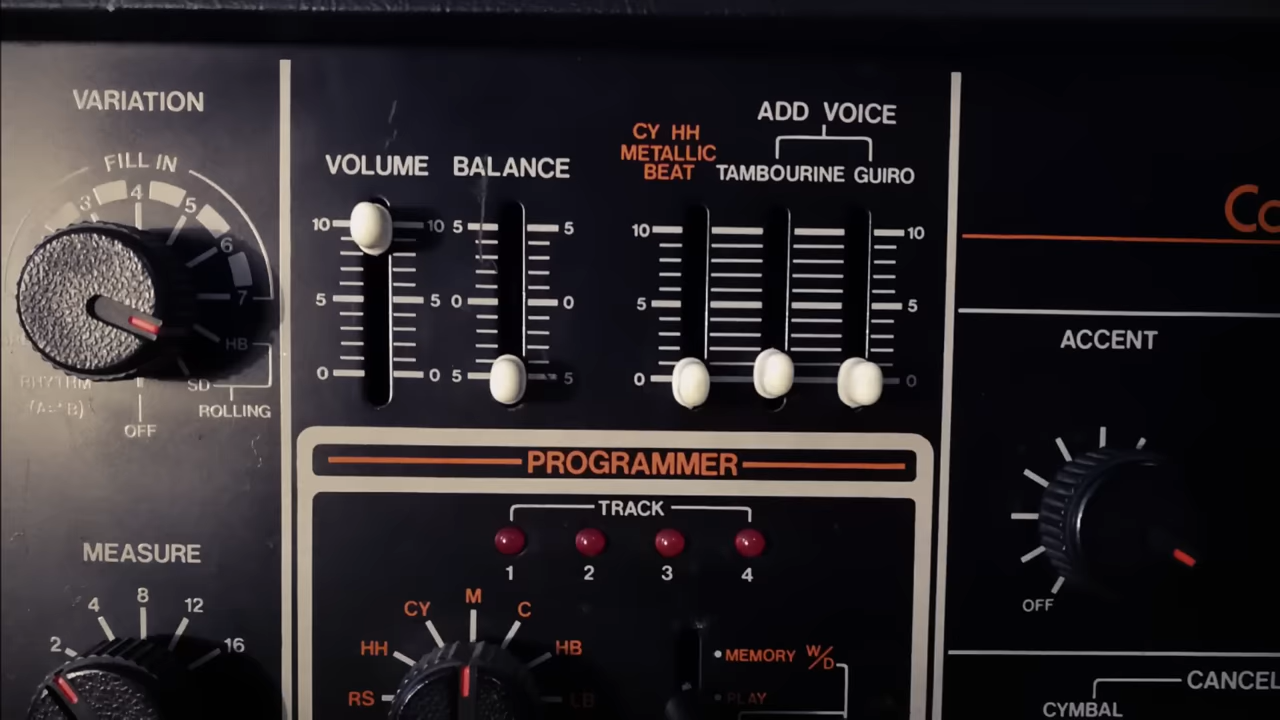 VARIATION
FILL IN
3 4 5 6 7
HB
SD
ROLLING
RHYTHM
(A⇌B)
OFF
VOLUME
10 10
5 5
0 0
BALANCE
5 5
0 0
5 5
CY HH
METALLIC
BEAT
ADD VOICE
TAMBOURINE GUIRO
10 10
5 5
0 0
Co
ACCENT
OFF
PROGRAMMER
TRACK
1 2 3 4
MEASURE
2 4 8 12 16
RS HH CY M C HB LB
MEMORY W/D
PLAY
CANCEL
CYMBAL